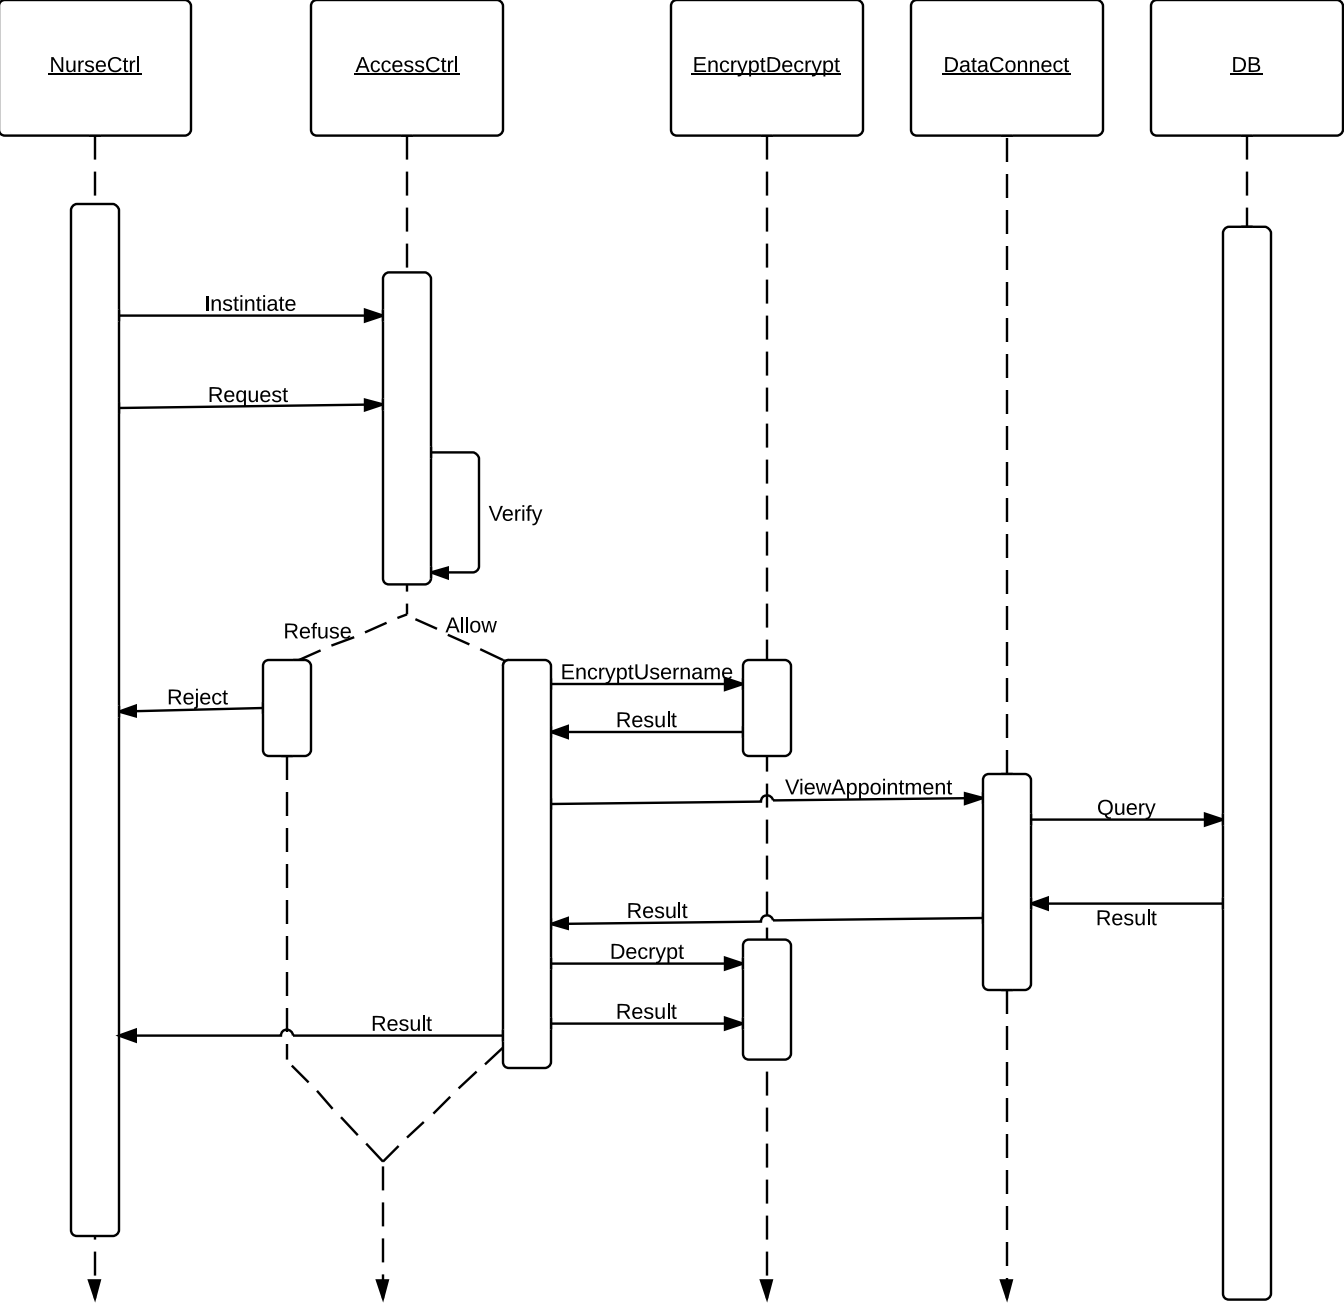 NurseCtrl
AccessCtrl
EncryptDecrypt
DataConnect
DB
Instintiate
Request
Verify
Refuse
Allow
EncryptUsername
Reject
Result
ViewAppointment
Query
Result
Result
Decrypt
Result
Result